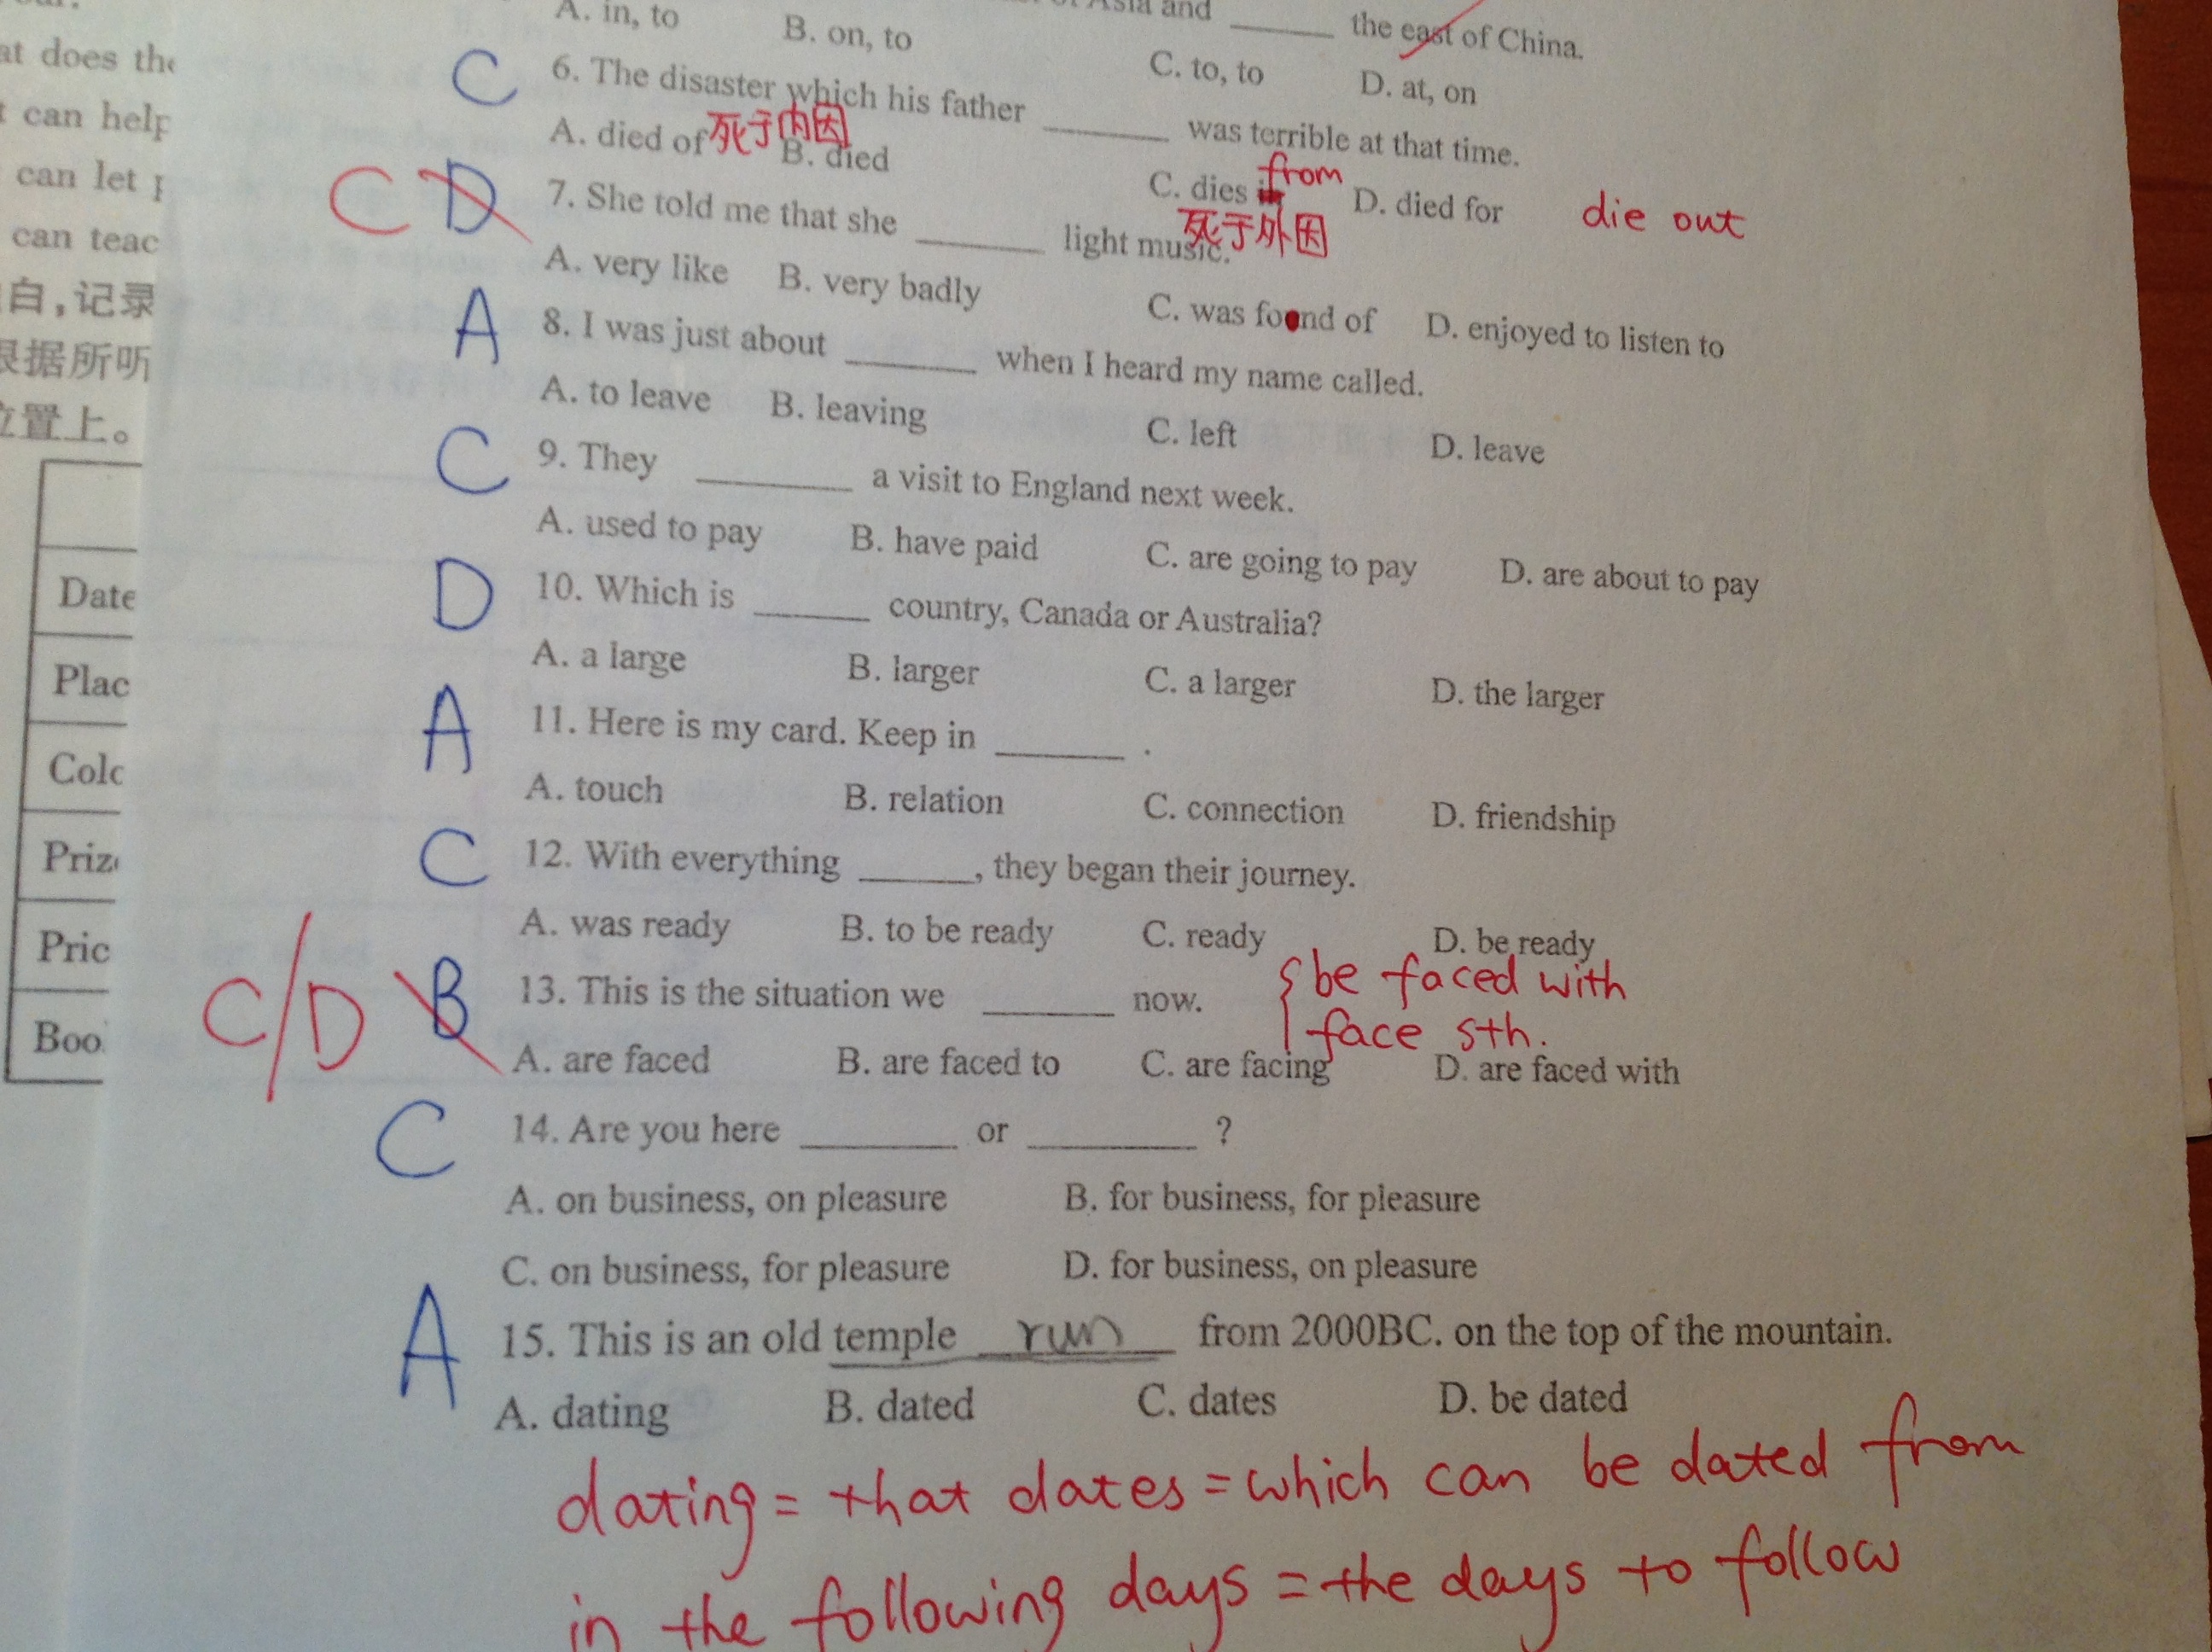 at does the
can help
can let
can teac
白,记录
据所听
位置上。
Date
Plac
Colc
Priz
Pric
Boo
Asia and ______ the east of China.
A. in, to B. on, to C. to, to D. at, on
C 6. The disaster which his father ______ was terrible at that time.
A. died of 死于内因 B. died C. dies from D. died for die out
死于外因
C D 7. She told me that she ______ light music.
A. very like B. very badly C. was fond of D. enjoyed to listen to
A 8. I was just about ______ when I heard my name called.
A. to leave B. leaving C. left D. leave
C 9. They ______ a visit to England next week.
A. used to pay B. have paid C. are going to pay D. are about to pay
D 10. Which is ______ country, Canada or Australia?
A. a large B. larger C. a larger D. the larger
A 11. Here is my card. Keep in ______ .
A. touch B. relation C. connection D. friendship
C 12. With everything ______, they began their journey.
A. was ready B. to be ready C. ready D. be ready
be faced with
C/D B 13. This is the situation we ______ now.
face sth.
A. are faced B. are faced to C. are facing D. are faced with
C 14. Are you here ______ or ______ ?
A. on business, on pleasure B. for business, for pleasure
C. on business, for pleasure D. for business, on pleasure
A 15. This is an old temple run from 2000BC. on the top of the mountain.
A. dating B. dated C. dates D. be dated
dating = that dates = which can be dated from
in the following days = the days to follow